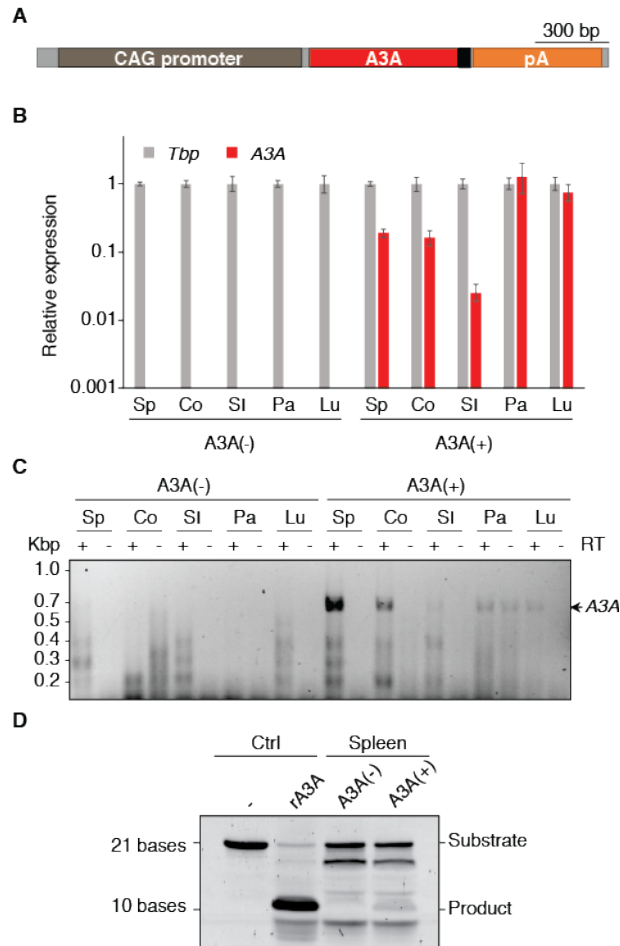 A
300 bp
CAG promoter A3A pA
B
Tbp A3A
Relative expression
1
0.1
0.01
0.001
Sp Co SI Pa Lu Sp Co SI Pa Lu
A3A(-) A3A(+)
C
A3A(-) A3A(+)
Sp Co SI Pa Lu Sp Co SI Pa Lu
Kbp + - + - + - + - + - + - + - + - + - + - RT
1.0
0.7
A3A
0.5
0.4
0.3
0.2
D
Ctrl Spleen
- rA3A A3A(-) A3A(+)
21 bases Substrate
10 bases Product